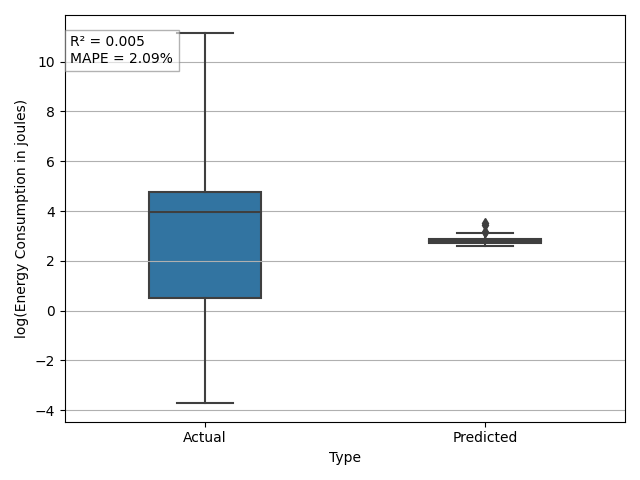 R² = 0.005
MAPE = 2.09%
log(Energy Consumption in joules)
10
8
6
4
2
0
−2
−4
Actual
Predicted
Type